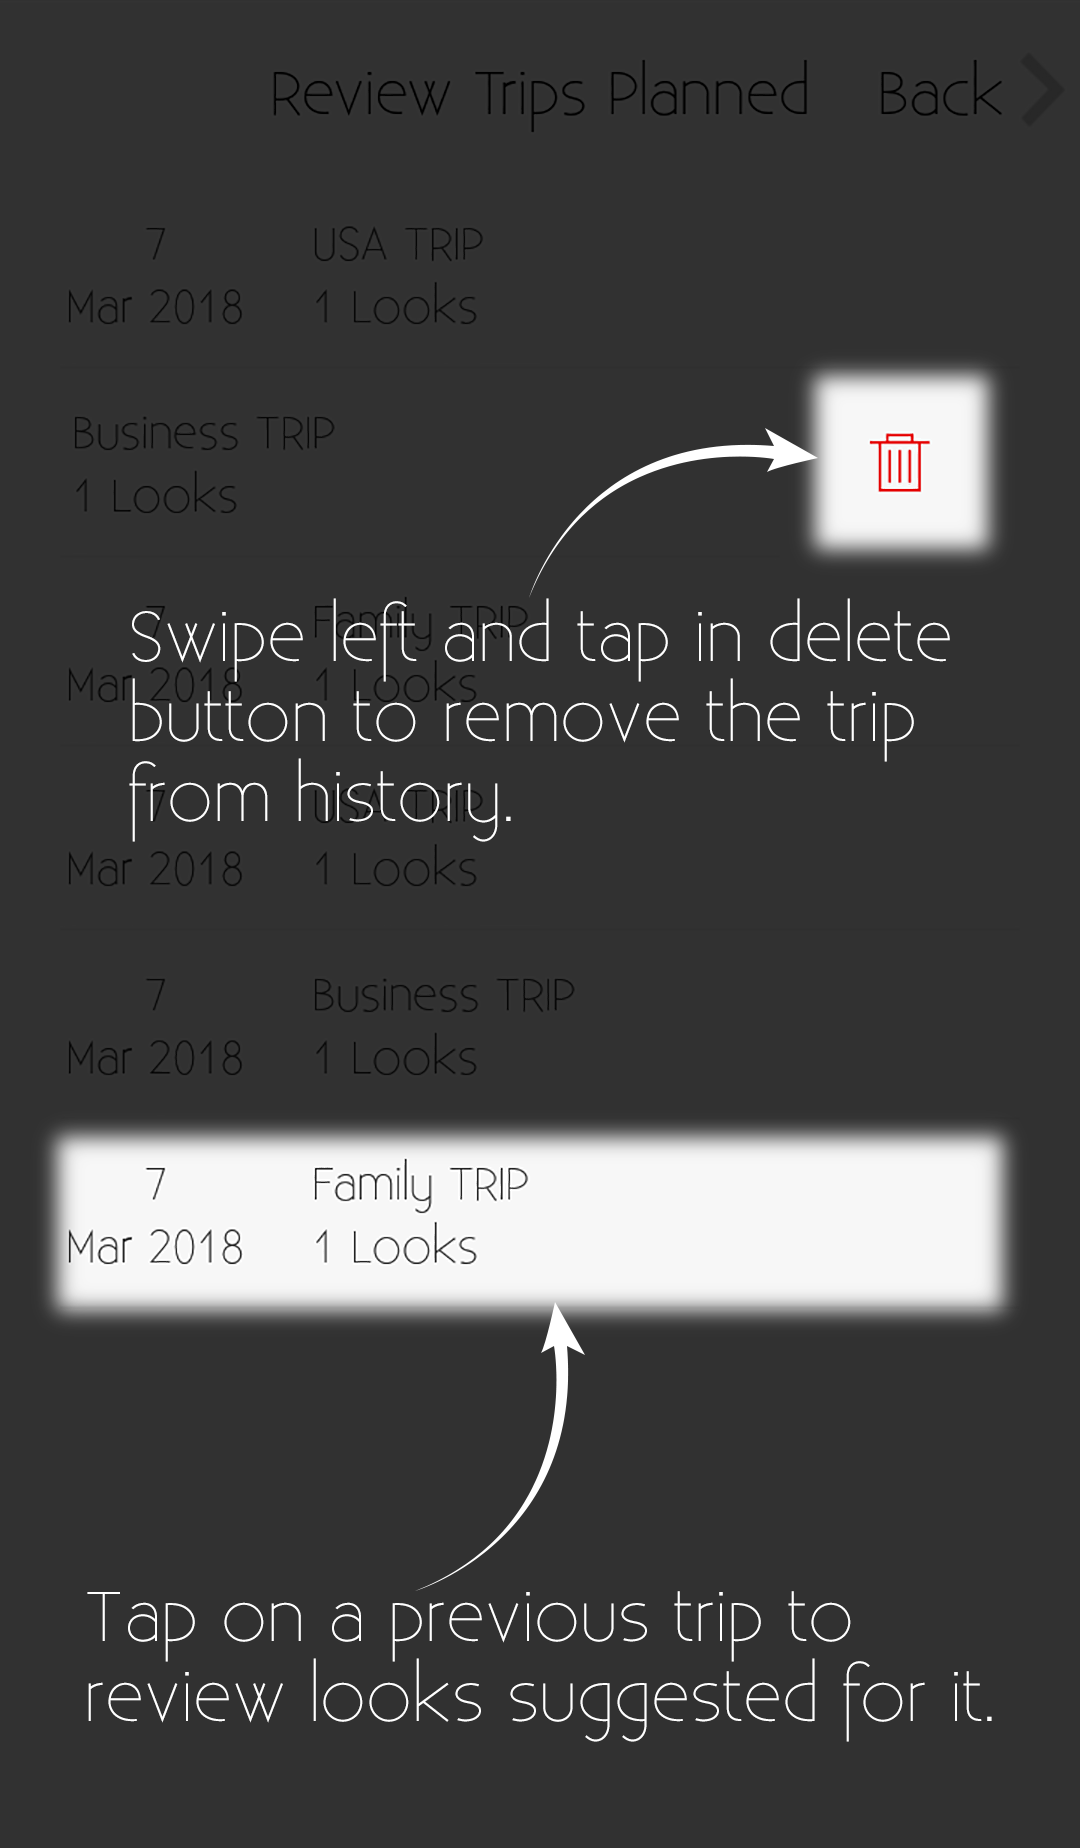 Review Trips Planned Back
7 USA TRIP
Mar 2018 1 Looks
Business TRIP
1 Looks
7 Family TRIP
Swipe left and tap in delete
Mar 2018 1 Looks
button to remove the trip
7 USA TRIP
from history.
Mar 2018 1 Looks
7 Business TRIP
Mar 2018 1 Looks
7 Family TRIP
Mar 2018 1 Looks
Tap on a previous trip to
review looks suggested for it.